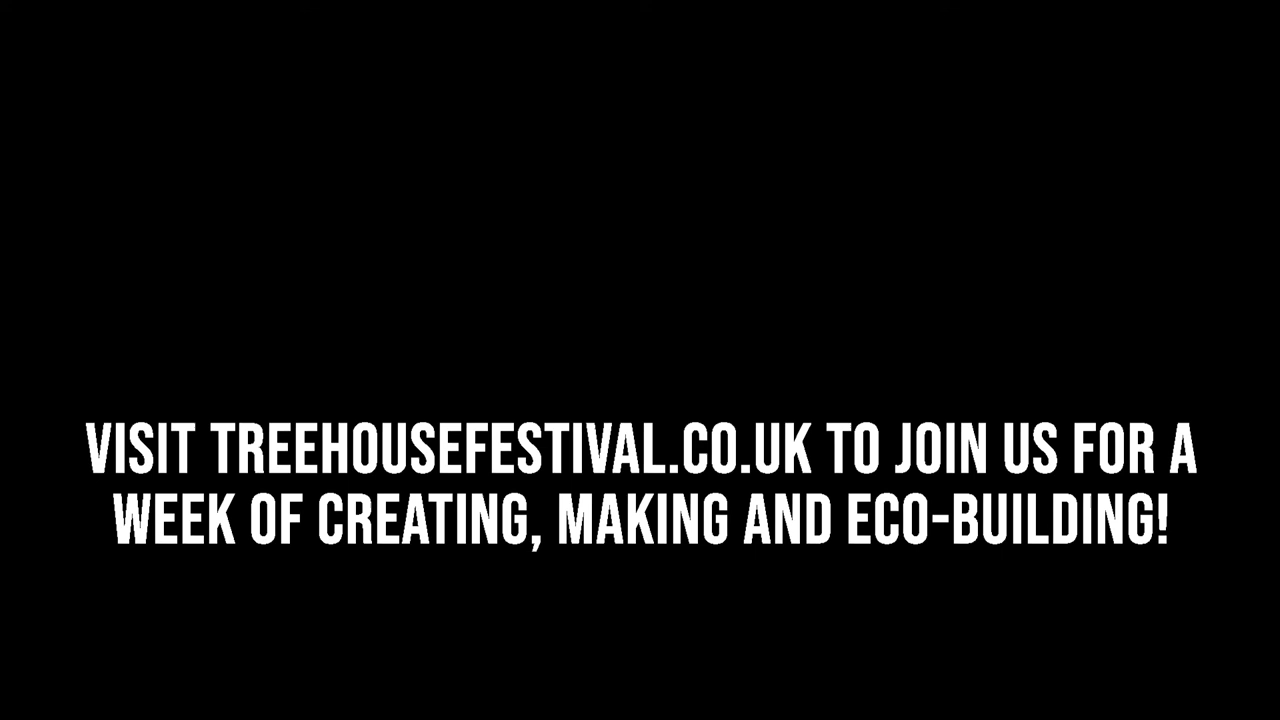 VISIT TREEHOUSEFESTIVAL.CO.UK TO JOIN US FOR A
WEEK OF CREATING, MAKING AND ECO-BUILDING!